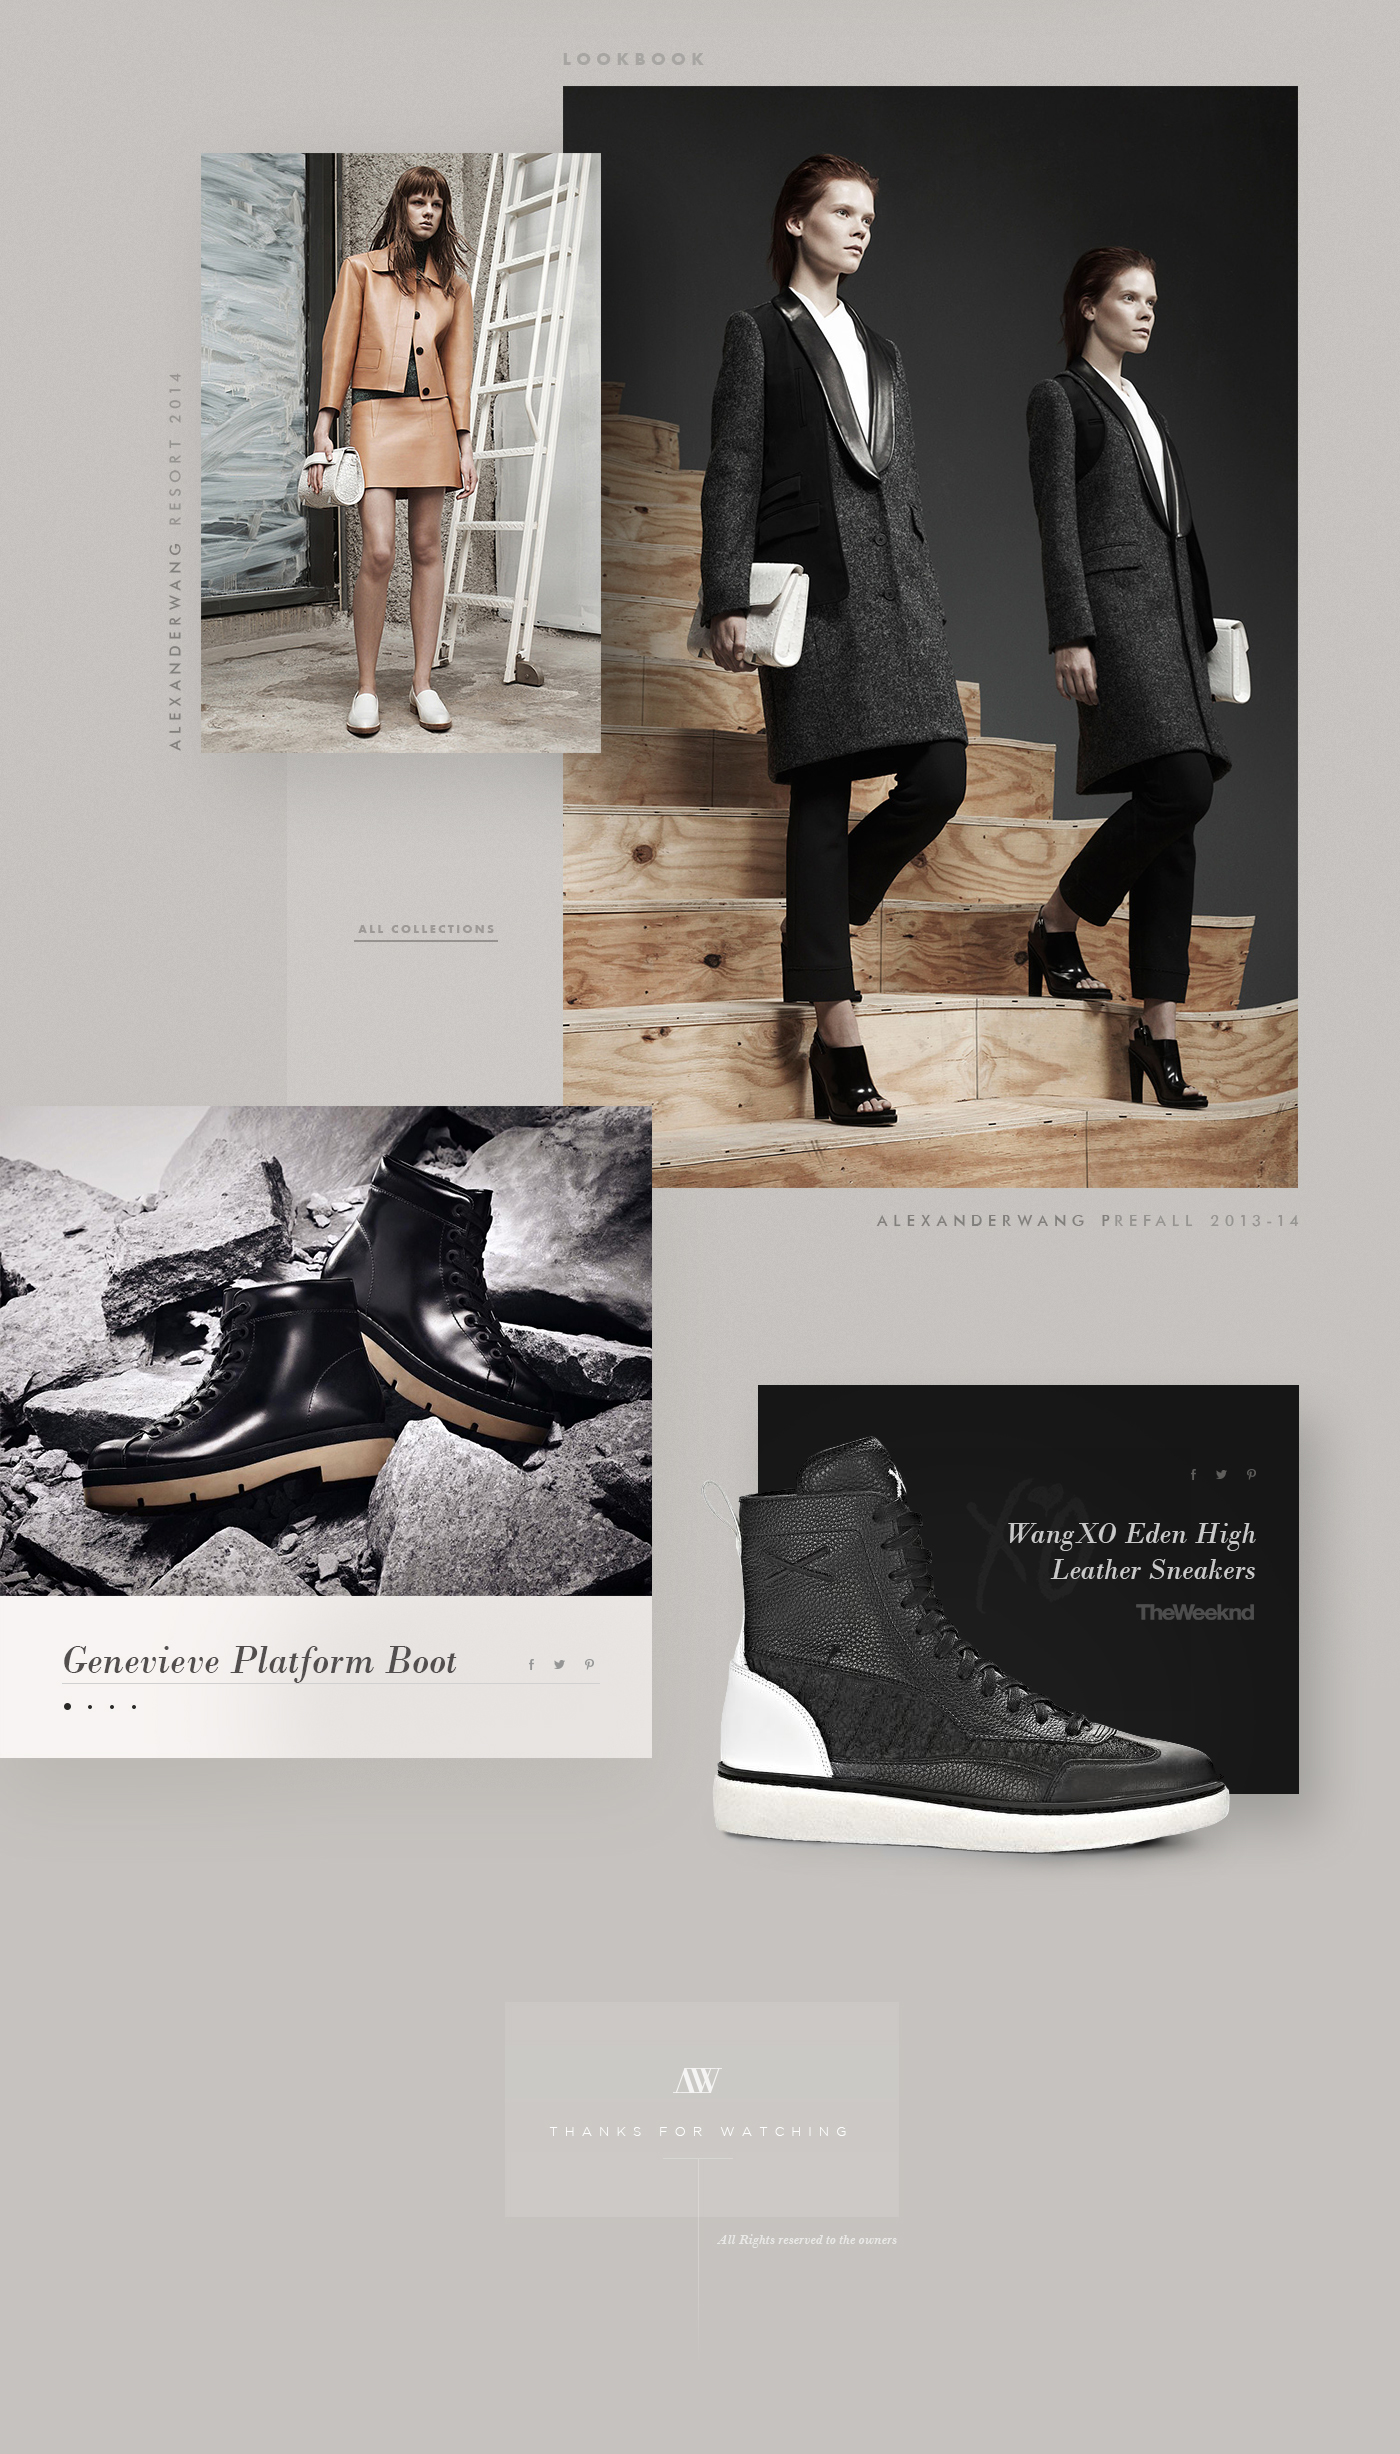 LOOKBOOK
ALEXANDERWANG RESORT 2014
ALL COLLECTIONS
ALEXANDERWANG PREFALL 2013-14
XO
WangXO Eden High
Leather Sneakers
TheWeeknd
Genevieve Platform Boot
AW
THANKS FOR WATCHING
All Rights reserved to the owners